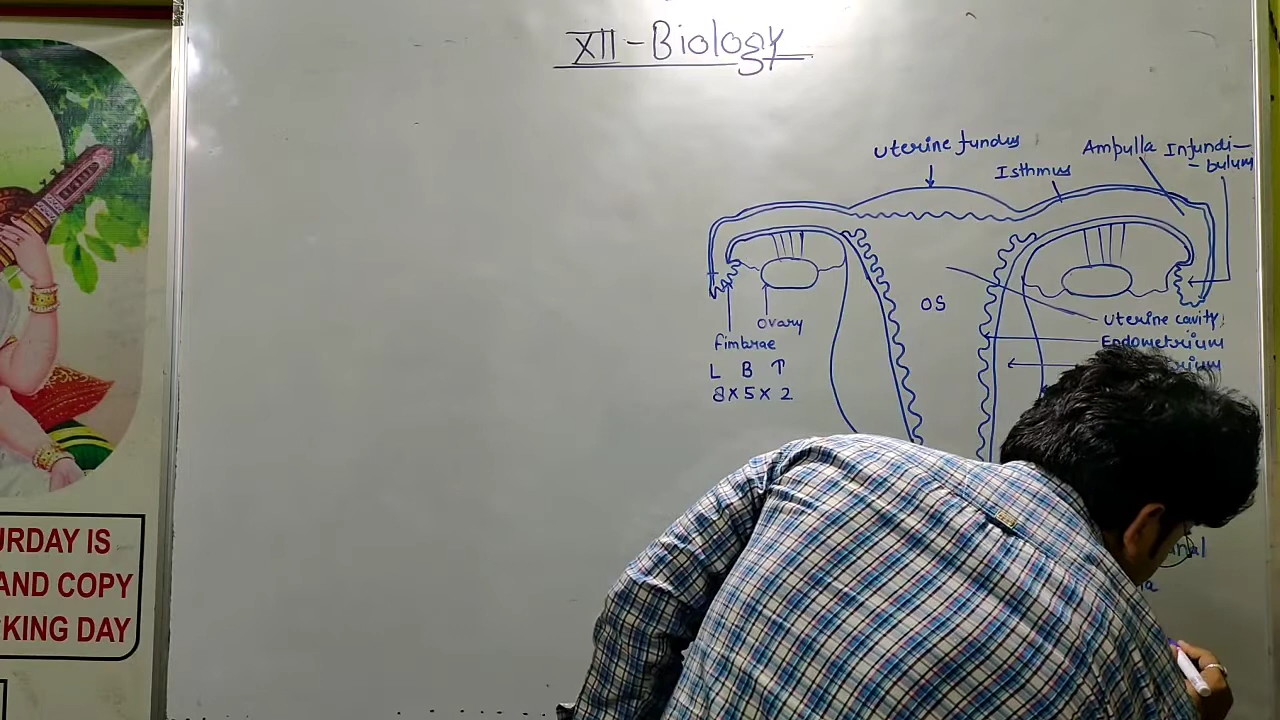 XII - Biology
Uterine fundus
Isthmus
Ampulla
Infundi-
- bulum
OS
Ovary
Fimbrae
L B T
8 x 5 x 2
Uterine cavity
Endometrium
URDAY IS
AND COPY
RKING DAY